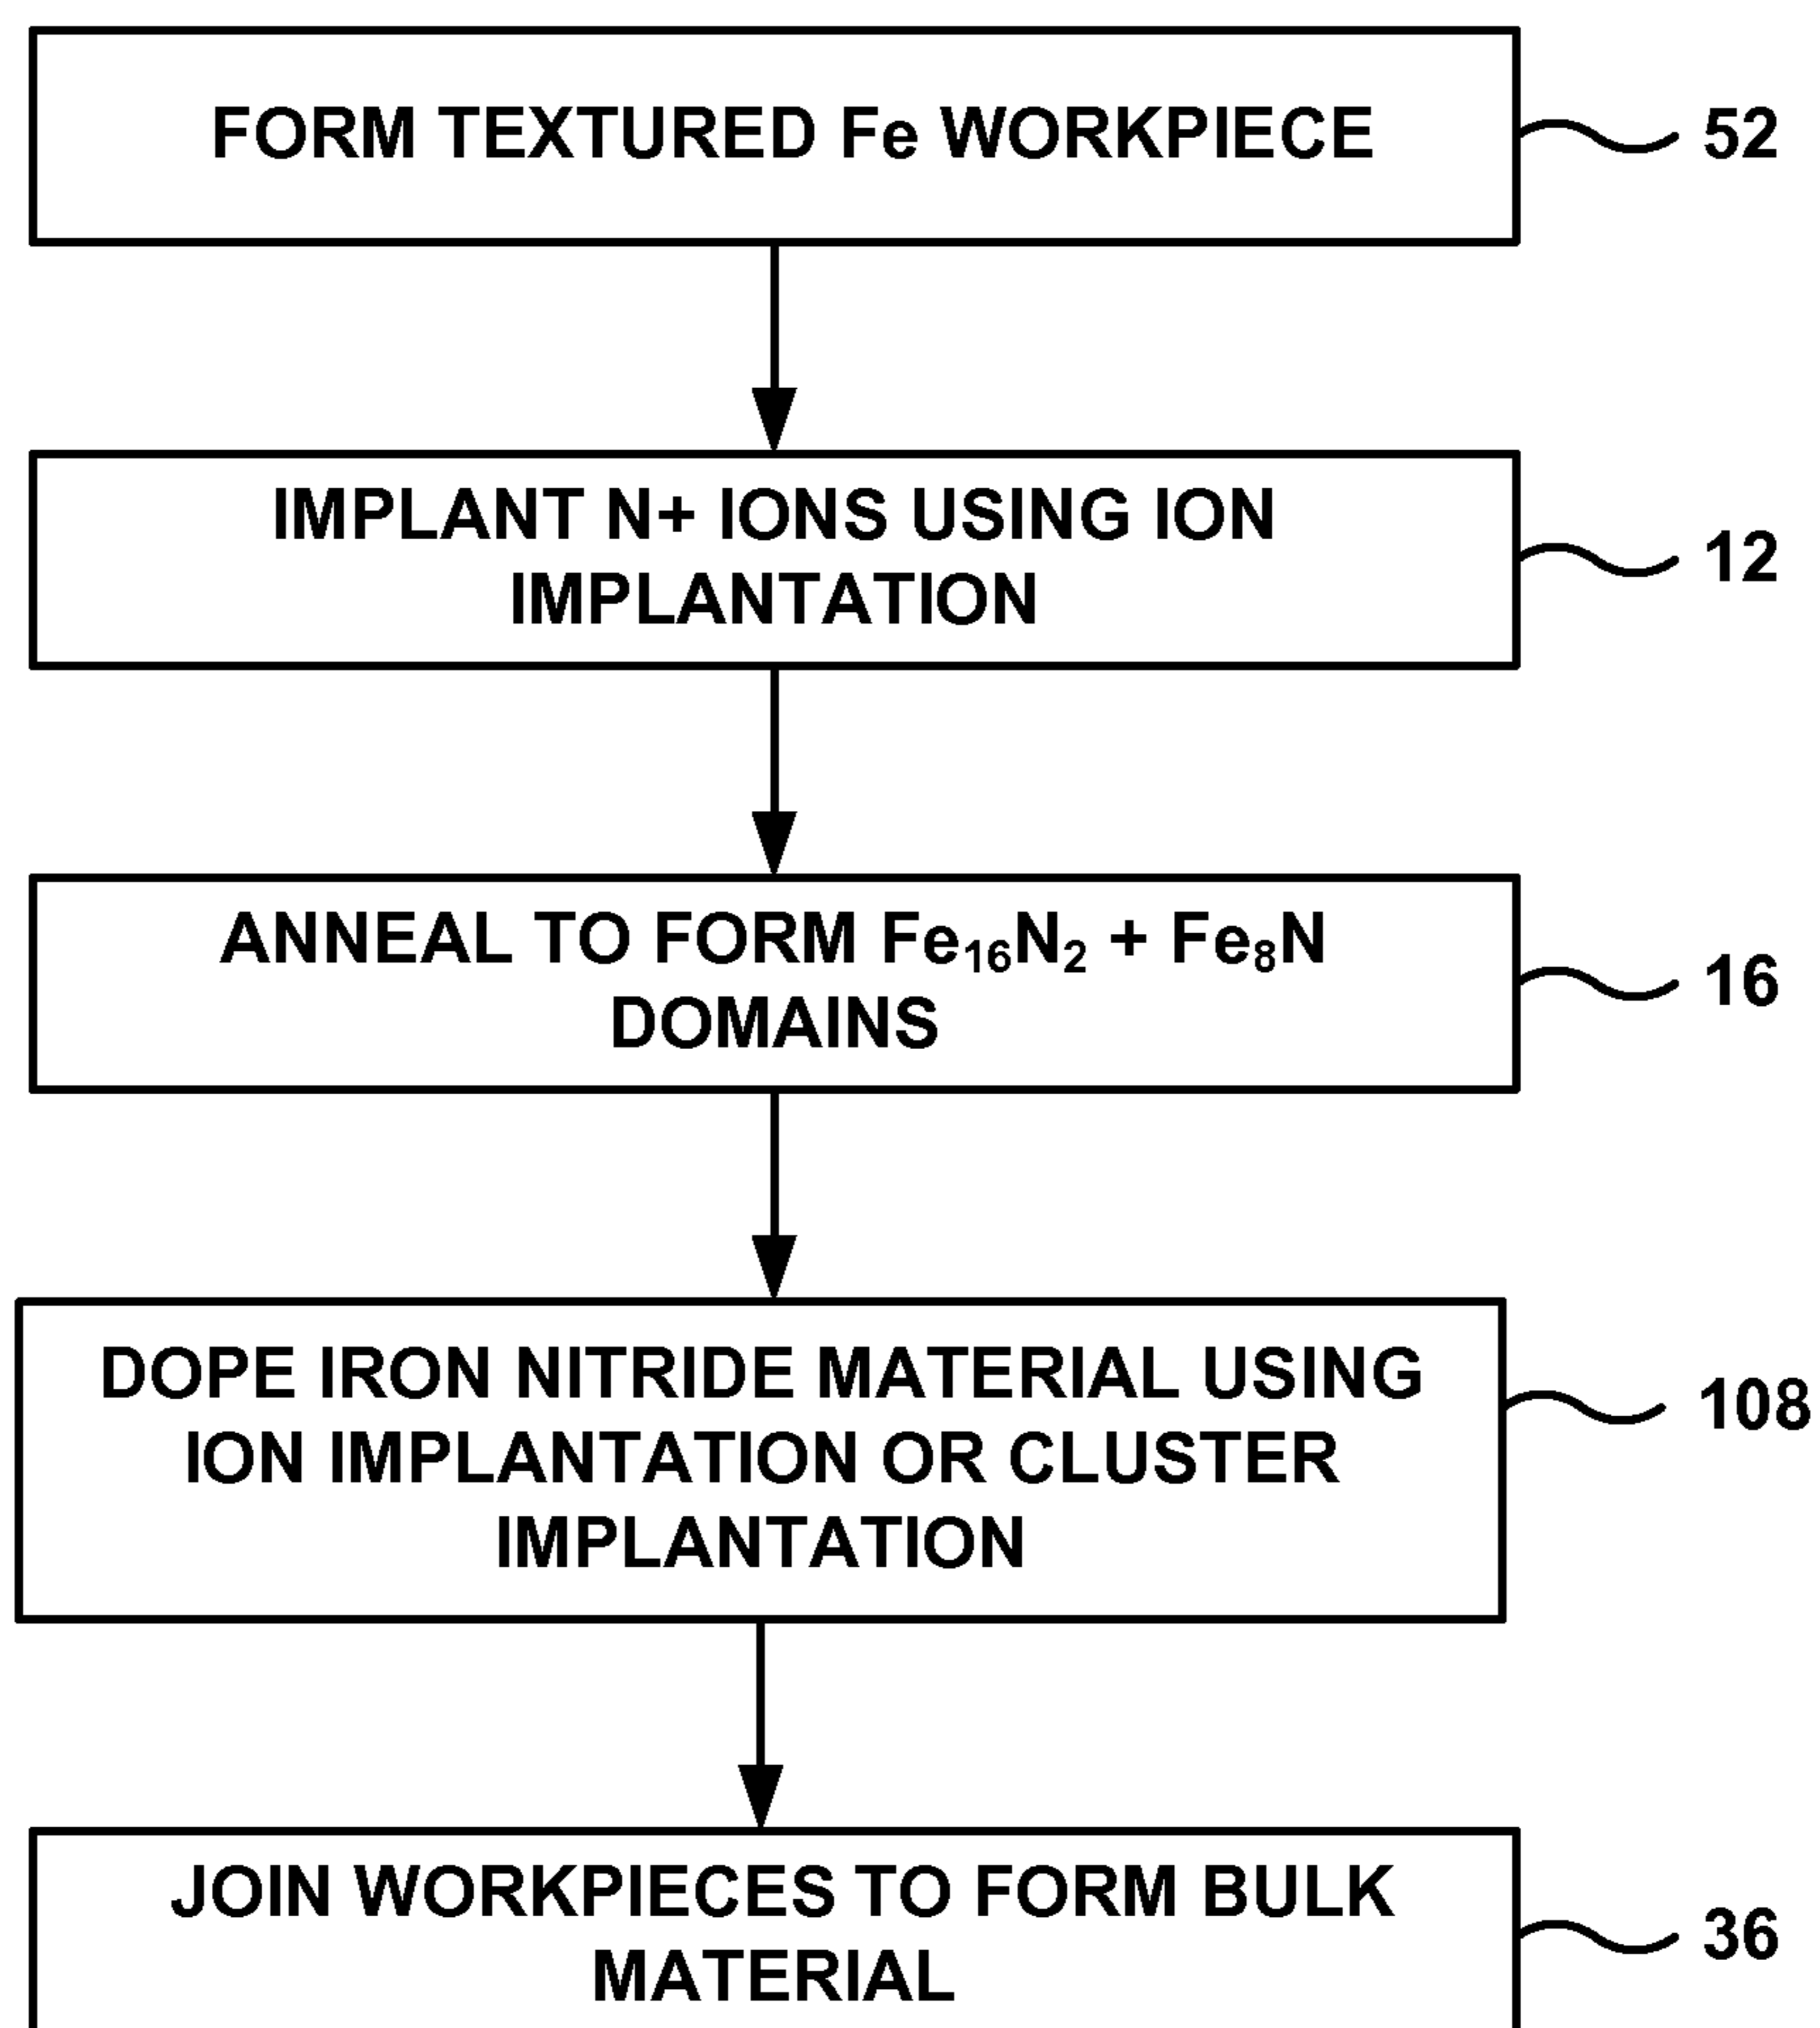 FORM TEXTURED Fe WORKPIECE
52
IMPLANT N+ IONS USING ION
IMPLANTATION
12
ANNEAL TO FORM Fe₁₆N₂ + Fe₈N
DOMAINS
16
DOPE IRON NITRIDE MATERIAL USING
ION IMPLANTATION OR CLUSTER
IMPLANTATION
108
JOIN WORKPIECES TO FORM BULK
MATERIAL
36